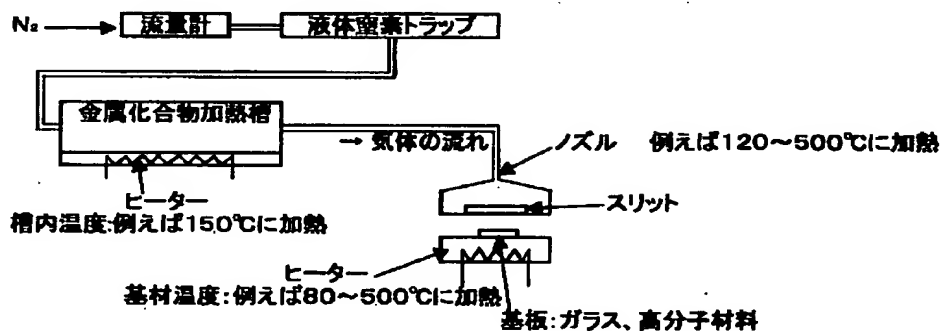 N₂
流量計
液体窒素トラップ
金属化合物加熱槽
→ 気体の流れ
ノズル 例えば120~500℃に加熱
ヒーター
スリット
槽内温度:例えば150℃に加熱
ヒーター
基材温度:例えば80~500℃に加熱
基板:ガラス、高分子材料